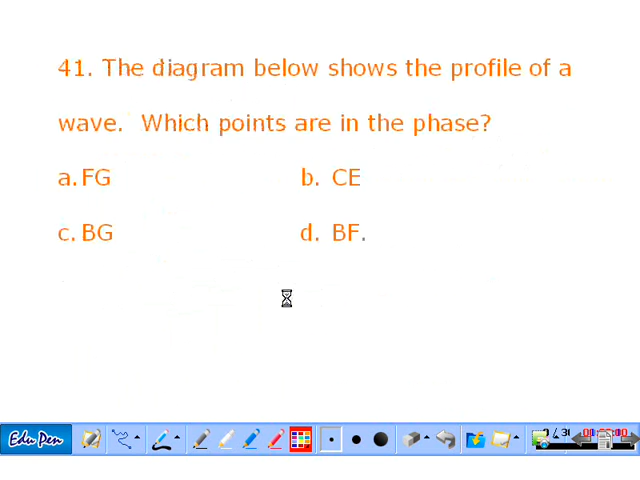 41. The diagram below shows the profile of a
wave. Which points are in the phase?
a. FG b. CE
c. BG d. BF.
Edu Pen